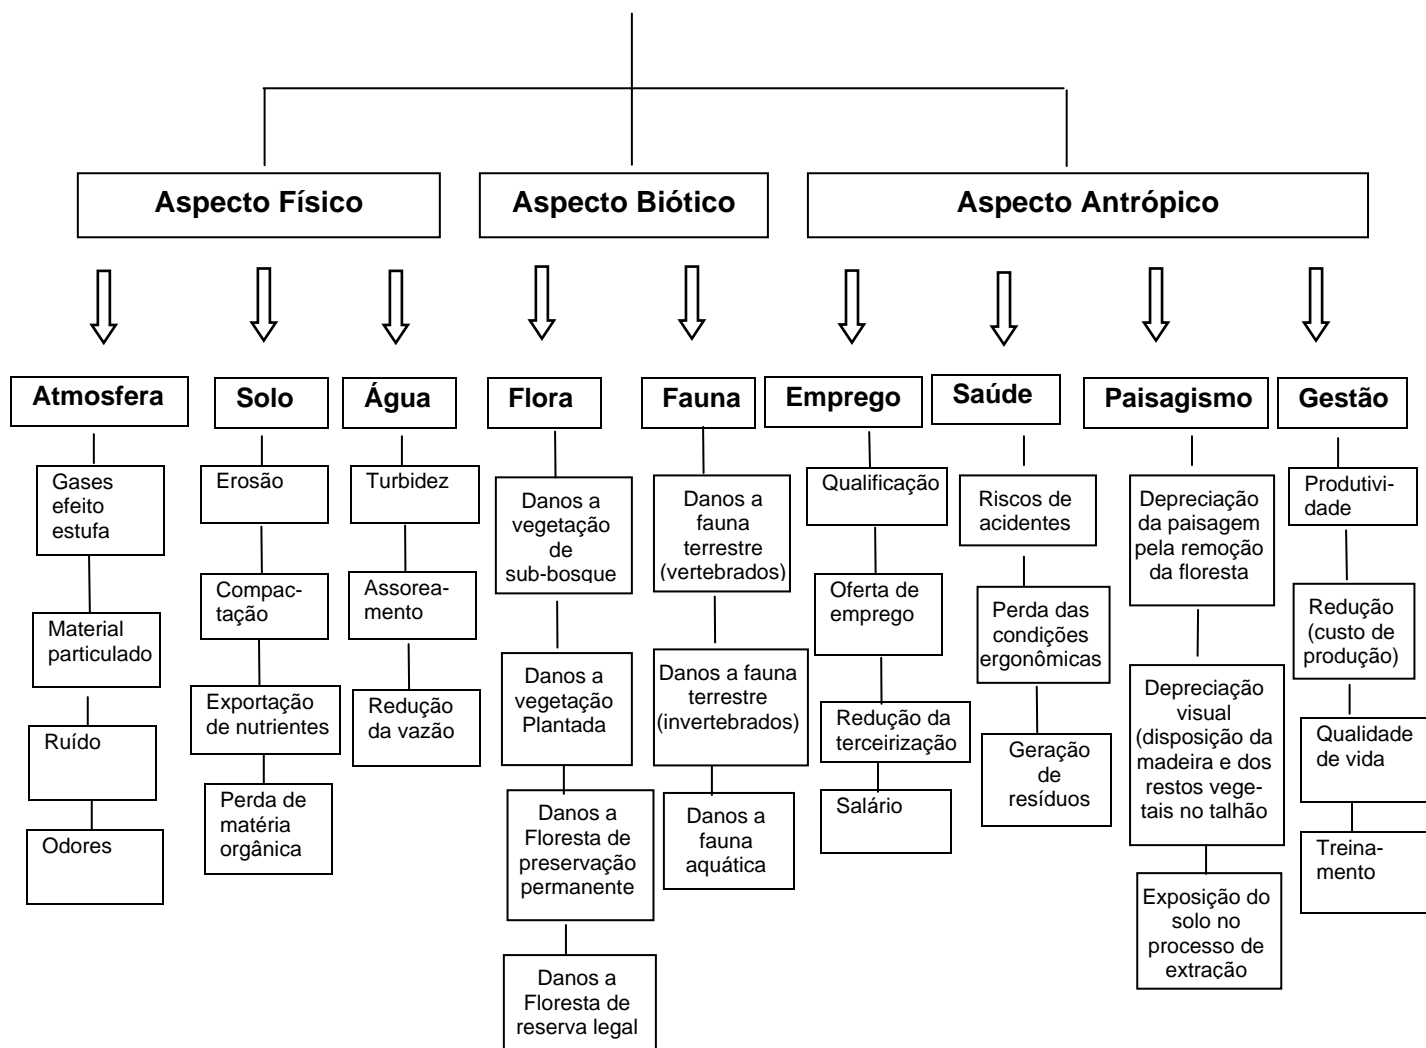 Aspecto Físico
Aspecto Biótico
Aspecto Antrópico
Atmosfera
Solo
Água
Flora
Fauna
Emprego
Saúde
Paisagismo
Gestão
Gases
efeito
estufa
Material
particulado
Ruído
Odores
Erosão
Compac-
tação
Exportação
de nutrientes
Perda de
matéria
orgânica
Turbidez
Assorea-
mento
Redução
da vazão
Danos a
vegetação
de
sub-bosque
Danos a
vegetação
Plantada
Danos a
Floresta de
preservação
permanente
Danos a
Floresta de
reserva legal
Danos a
fauna
terrestre
(vertebrados)
Danos a fauna
terrestre
(invertebrados)
Danos a
fauna
aquática
Qualificação
Oferta de
emprego
Redução da
terceirização
Salário
Riscos de
acidentes
Perda das
condições
ergonômicas
Geração
de
resíduos
Depreciação
da paisagem
pela remoção
da floresta
Depreciação
visual
(disposição da
madeira e dos
restos vege-
tais no talhão
Exposição do
solo no
processo de
extração
Produtivi-
dade
Redução
(custo de
produção)
Qualidade
de vida
Treina-
mento